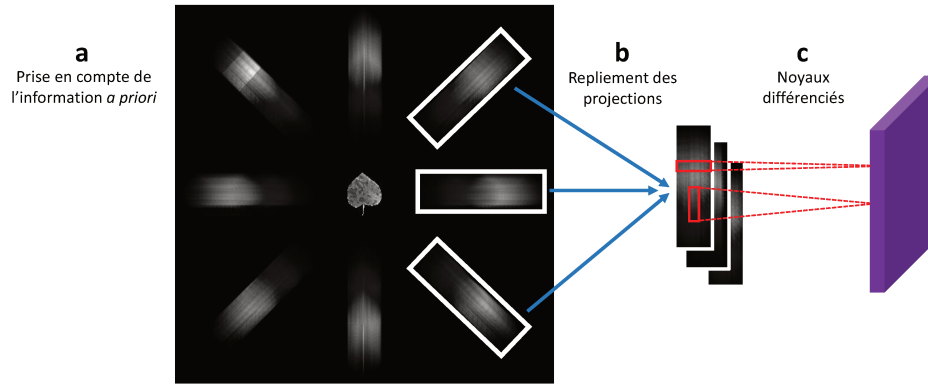 a
Prise en compte de
l’information a priori
b
Repliement des
projections
c
Noyaux
différenciés